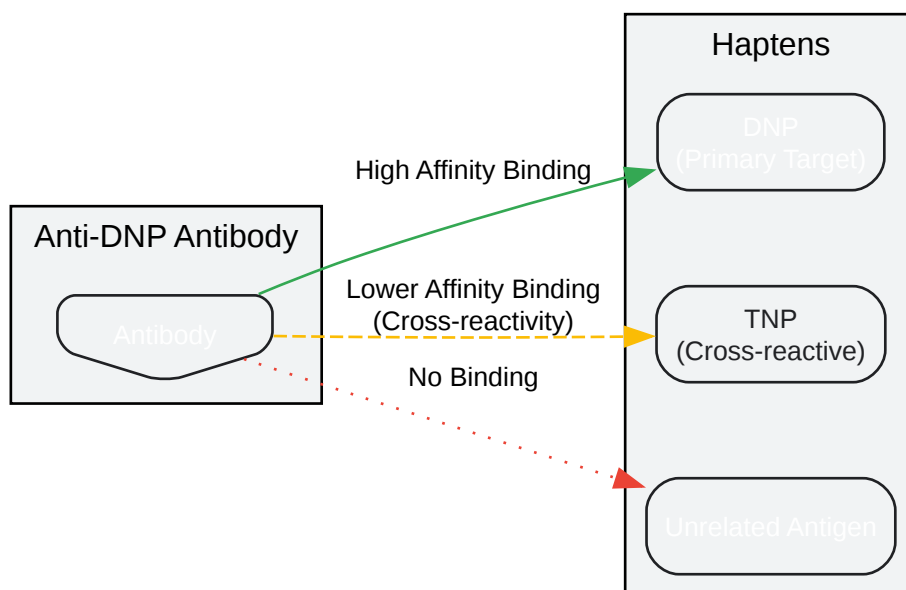 Haptens
DNP
(Primary Target)
High Affinity Binding
Anti-DNP Antibody
Antibody
Lower Affinity Binding
(Cross-reactivity)
TNP
(Cross-reactive)
No Binding
Unrelated Antigen